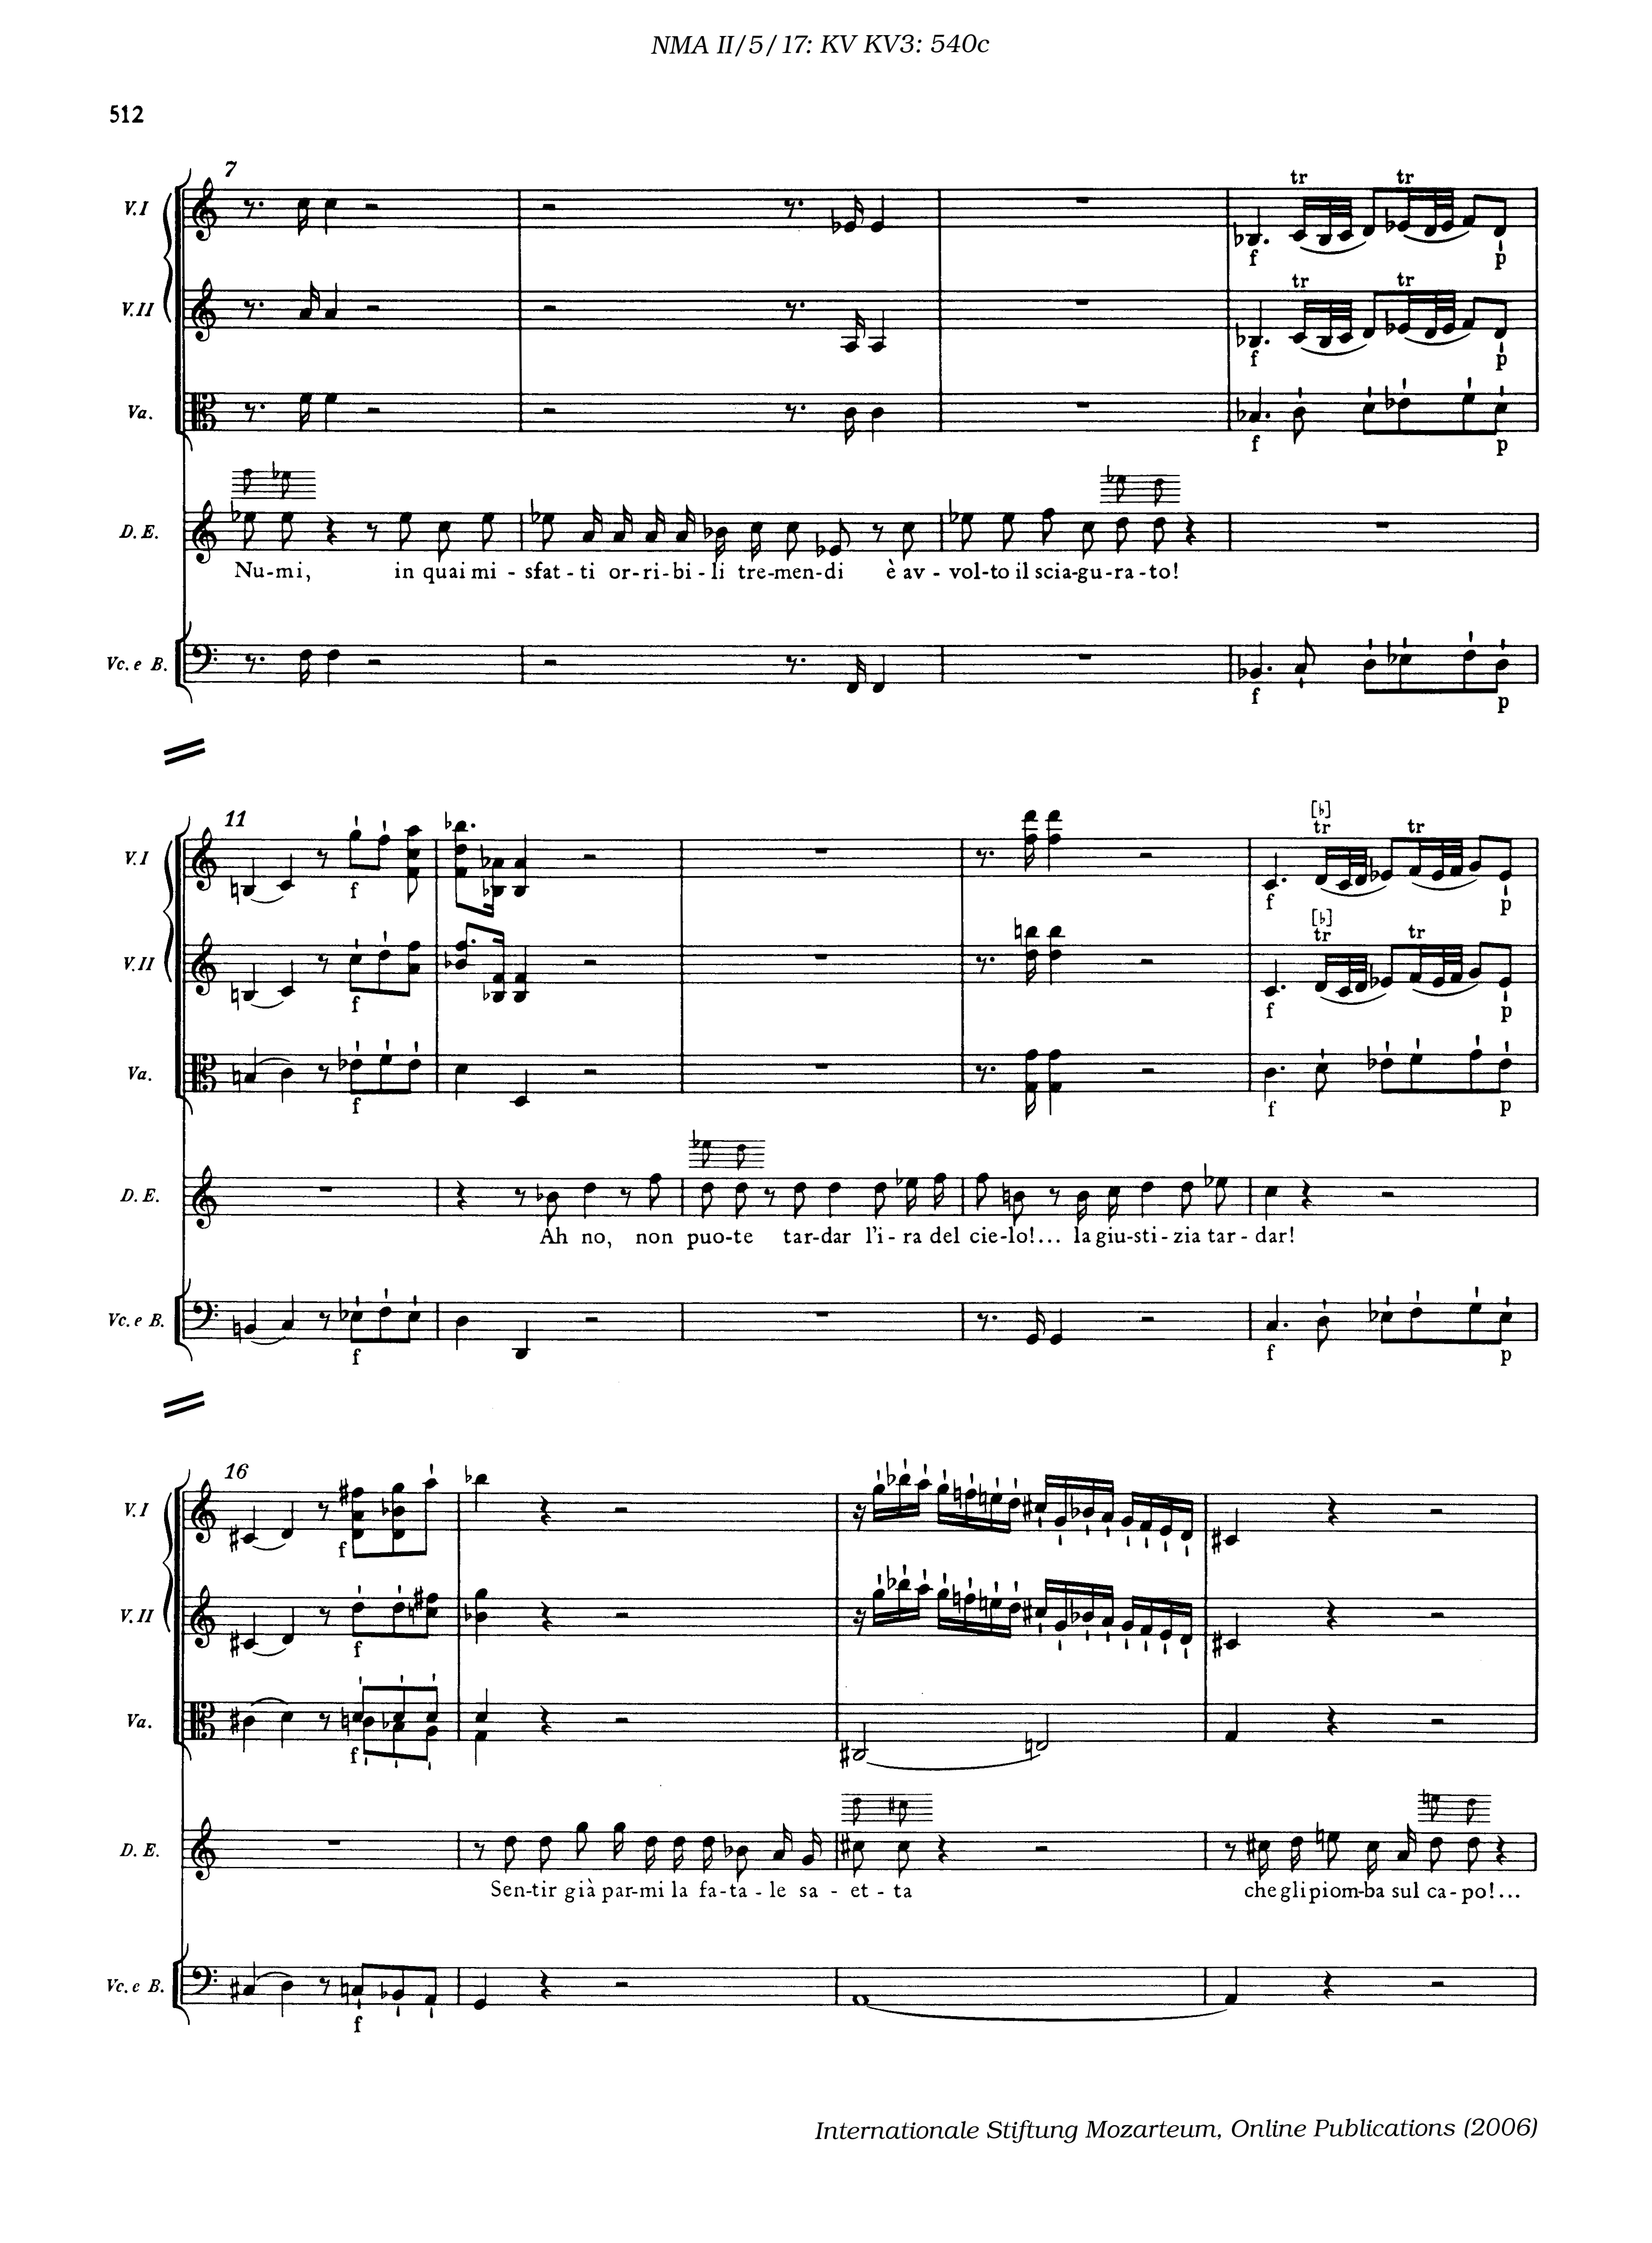 NMA II/5/17: KV KV3: 540c
512
7
V.I
tr tr
f p
V.II
tr tr
f p
Va.
f p
D. E.
Nu-mi, in quai mi - sfat - ti or-ri-bi-li tre-men-di è av - vol-to il scia-gu-ra-to!
Vc. e B.
f p
11
V.I
[♭]
tr tr
f f p
V.II
[♭]
tr tr
f f p
Va.
f f p
D. E.
Ah no, non puo-te tar-dar l'i - ra del cie-lo!... la giu-sti-zia tar - dar!
Vc. e B.
f f p
16
V.I
f
V.II
f
Va.
f
D. E.
Sen-tir già par-mi la fa-ta - le sa - et - ta che gli piom-ba sul ca - po!...
Vc. e B.
f
Internationale Stiftung Mozarteum, Online Publications (2006)